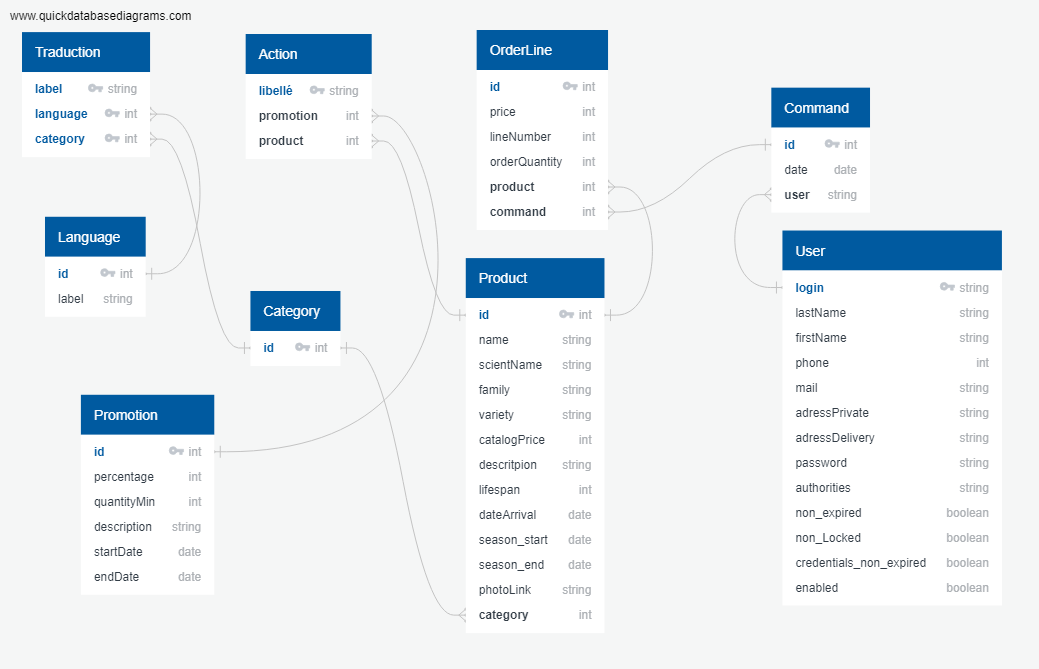 www.quickdatabasediagrams.com
Traduction
label string
language int
category int
Action
libellé string
promotion int
product int
OrderLine
id int
price int
lineNumber int
orderQuantity int
product int
command int
Command
id int
date date
user string
Language
id int
label string
User
login string
lastName string
firstName string
phone int
mail string
adressPrivate string
adressDelivery string
password string
authorities string
non_expired boolean
non_Locked boolean
credentials_non_expired boolean
enabled boolean
Product
id int
name string
scientName string
family string
variety string
catalogPrice int
descritpion string
lifespan int
dateArrival date
season_start date
season_end date
photoLink string
category int
Category
id int
Promotion
id int
percentage int
quantityMin int
description string
startDate date
endDate date